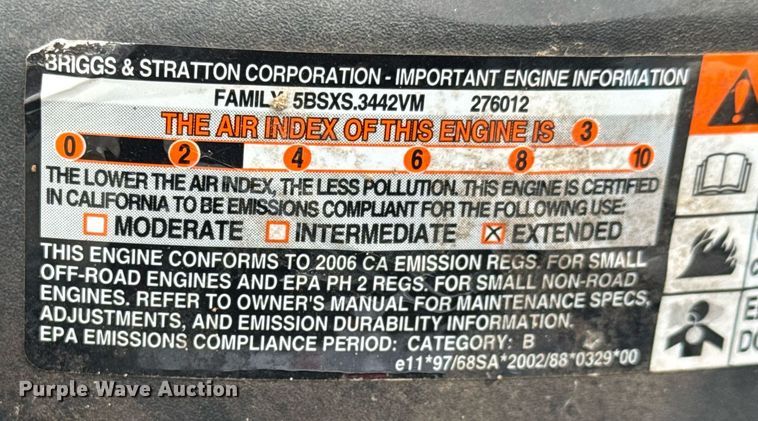 BRIGGS & STRATTON CORPORATION - IMPORTANT ENGINE INFORMATION
FAMILY 5BSXS.3442VM 276012
THE AIR INDEX OF THIS ENGINE IS 3
0 2 4 6 8 10
THE LOWER THE AIR INDEX, THE LESS POLLUTION. THIS ENGINE IS CERTIFIED
IN CALIFORNIA TO BE EMISSIONS COMPLIANT FOR THE FOLLOWING USE:
☐ MODERATE ☐ INTERMEDIATE ☒ EXTENDED
THIS ENGINE CONFORMS TO 2006 CA EMISSION REGS. FOR SMALL
OFF-ROAD ENGINES AND EPA PH 2 REGS. FOR SMALL NON-ROAD
ENGINES. REFER TO OWNER'S MANUAL FOR MAINTENANCE SPECS,
ADJUSTMENTS, AND EMISSION DURABILITY INFORMATION.
EPA EMISSIONS COMPLIANCE PERIOD: CATEGORY: B
e11*97/68SA*2002/88*0329*00
Purple Wave Auction